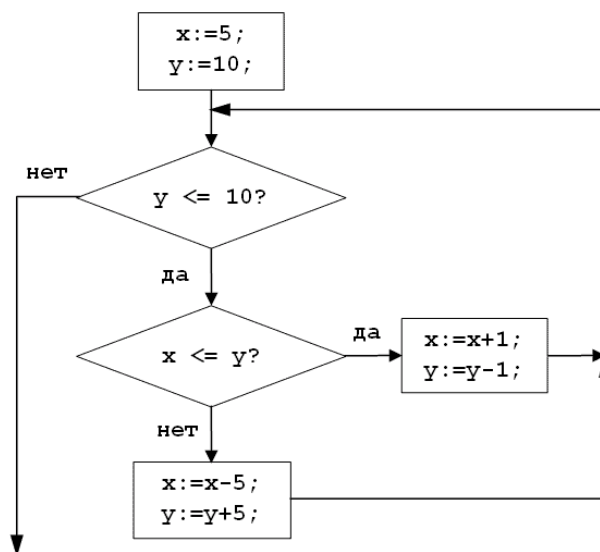 x:=5;
y:=10;
нет
y <= 10?
да
x <= y?
да
x:=x+1;
y:=y-1;
нет
x:=x-5;
y:=y+5;